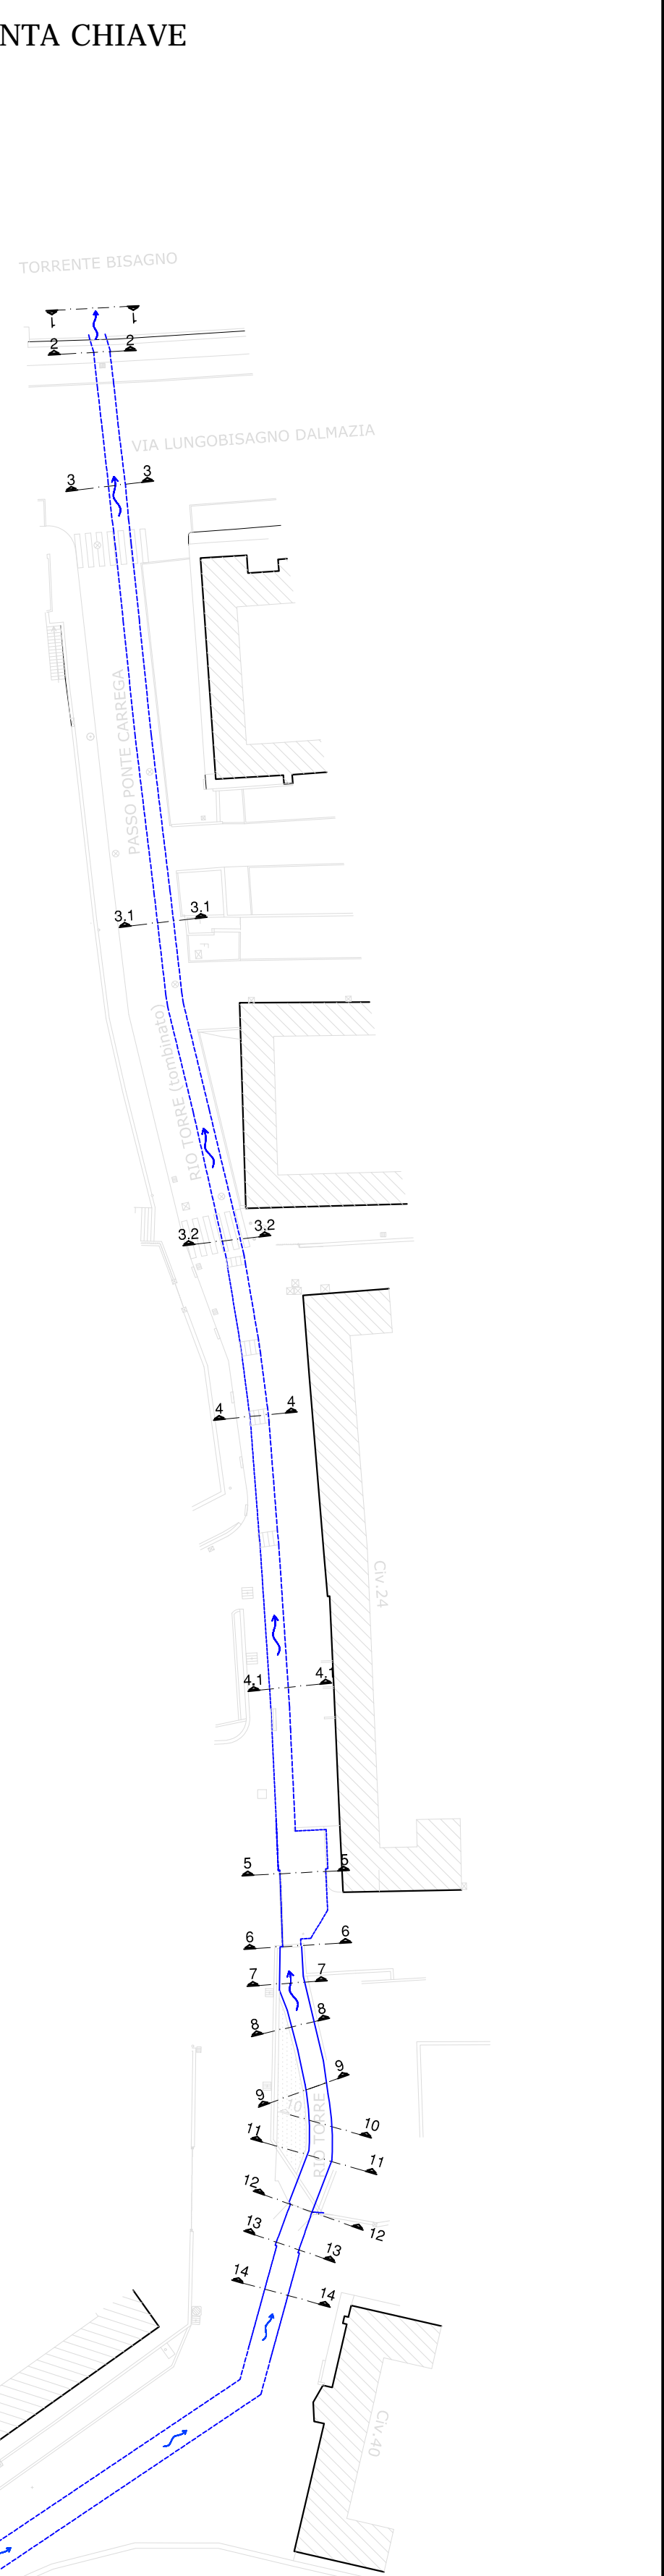 NTA CHIAVE
TORRENTE BISAGNO
1 1
2 2
VIA LUNGOBISAGNO DALMAZIA
3 3
PASSO PONTE CARREGA
3.1 3.1
RIO TORRE (tombinato)
3.2 3.2
4 4
Civ.24
4.1 4.1
5 5
6 6
7 7
8 8
9 9
10 10
RIO TORRE
11 11
12 12
13 13
14 14
Civ.40